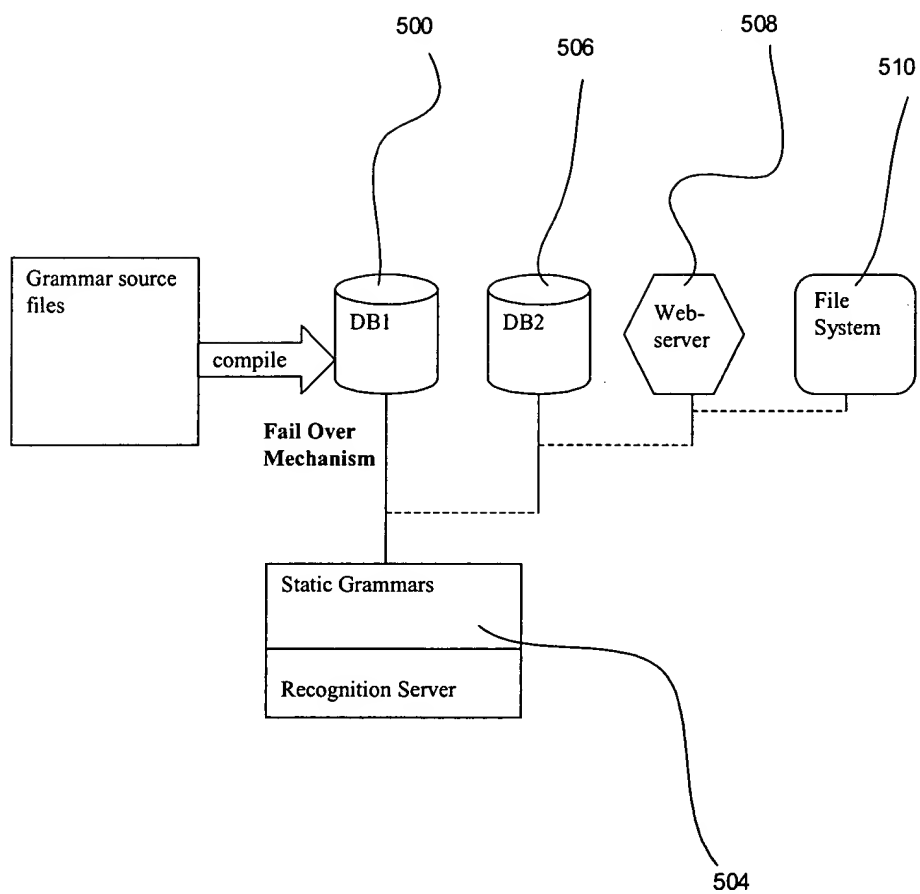 500
506
508
510
Grammar source
files
compile
DB1
DB2
Web-
server
File
System
Fail Over
Mechanism
Static Grammars
Recognition Server
504